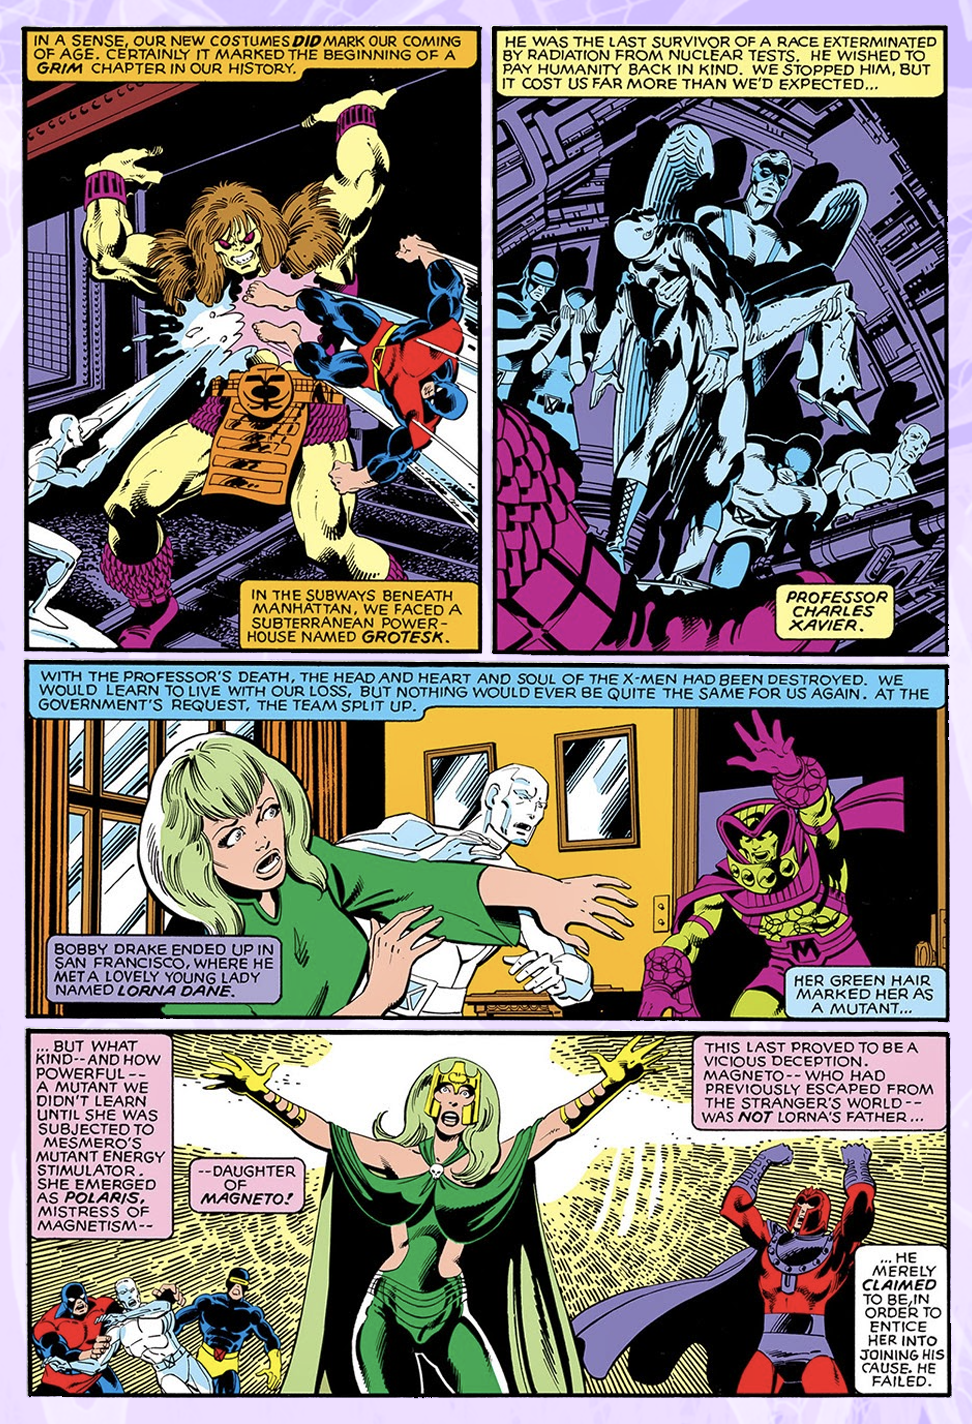 IN A SENSE, OUR NEW COSTUMES DID MARK OUR COMING
OF AGE. CERTAINLY IT MARKED THE BEGINNING OF A
GRIM CHAPTER IN OUR HISTORY.
IN THE SUBWAYS BENEATH
MANHATTAN, WE FACED A
SUBTERRANEAN POWER-
HOUSE NAMED GROTESK.
HE WAS THE LAST SURVIVOR OF A RACE EXTERMINATED
BY RADIATION FROM NUCLEAR TESTS. HE WISHED TO
PAY HUMANITY BACK IN KIND. WE STOPPED HIM, BUT
IT COST US FAR MORE THAN WE'D EXPECTED...
PROFESSOR
CHARLES
XAVIER.
WITH THE PROFESSOR'S DEATH, THE HEAD AND HEART AND SOUL OF THE X-MEN HAD BEEN DESTROYED. WE
WOULD LEARN TO LIVE WITH OUR LOSS, BUT NOTHING WOULD EVER BE QUITE THE SAME FOR US AGAIN. AT THE
GOVERNMENT'S REQUEST, THE TEAM SPLIT UP.
BOBBY DRAKE ENDED UP IN
SAN FRANCISCO, WHERE HE
MET A LOVELY YOUNG LADY
NAMED LORNA DANE.
M
HER GREEN HAIR
MARKED HER AS
A MUTANT...
...BUT WHAT
KIND--AND HOW
POWERFUL--
A MUTANT WE
DIDN'T LEARN
UNTIL SHE WAS
SUBJECTED TO
MESMERO'S
MUTANT ENERGY
STIMULATOR.
SHE EMERGED
AS POLARIS,
MISTRESS OF
MAGNETISM--
--DAUGHTER
OF
MAGNETO!
THIS LAST PROVED TO BE A
VICIOUS DECEPTION.
MAGNETO--WHO HAD
PREVIOUSLY ESCAPED FROM
THE STRANGER'S WORLD--
WAS NOT LORNA'S FATHER...
...HE
MERELY
CLAIMED
TO BE, IN
ORDER TO
ENTICE
HER INTO
JOINING HIS
CAUSE. HE
FAILED.